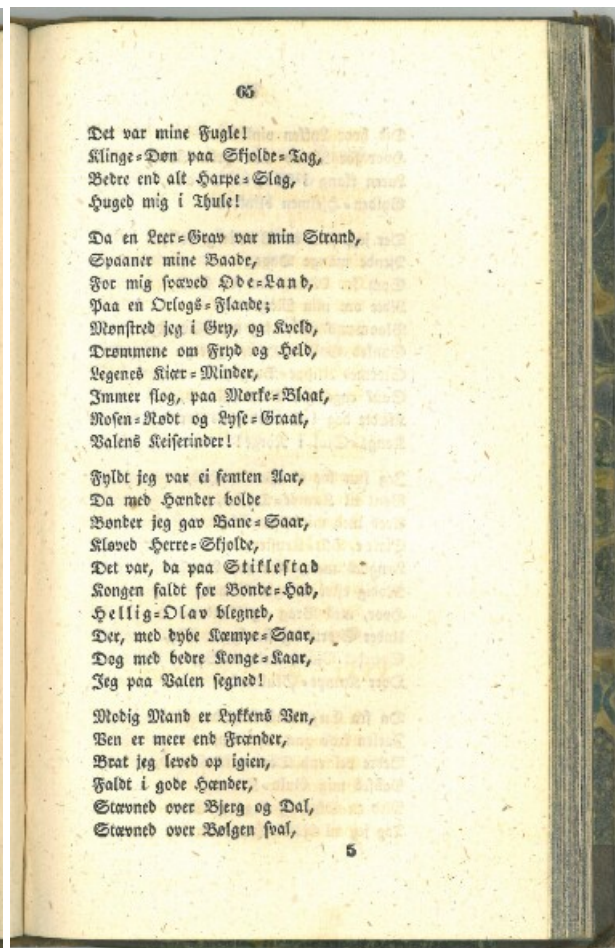 65
Det var mine Fugle!
Klinge-Døn paa Skjolde-Tag,
Bedre end alt Harpe-Slag,
Huged mig i Thule!
Da en Leer-Grav var min Strand,
Spaaner mine Baade,
For mig svæved Øde-Land,
Paa en Orlogs-Flaade;
Mønstred jeg i Gry, og Kveld,
Drømmene om Fryd og Held,
Legenes Kiær-Minder,
Immer slog, paa Mørke-Blaat,
Rosen-Rødt og Lyse-Graat,
Valens Keiserinder!
Fyldt jeg var ei femten Aar,
Da med Hænder bolde
Bønder jeg gav Bane-Saar,
Kløved Herre-Skjolde,
Det var, da paa Stiklestad
Kongen faldt for Bonde-Had,
Hellig-Olav blegned,
Der, med dybe Kæmpe-Saar,
Dog med bedre Konge-Kaar,
Jeg paa Valen segned!
Modig Mand er Lykkens Ven,
Ven er meer end Frænder,
Brat jeg leved op igien,
Faldt i gode Hænder,
Stævned over Bjerg og Dal,
Stævned over Bølgen sval,
5